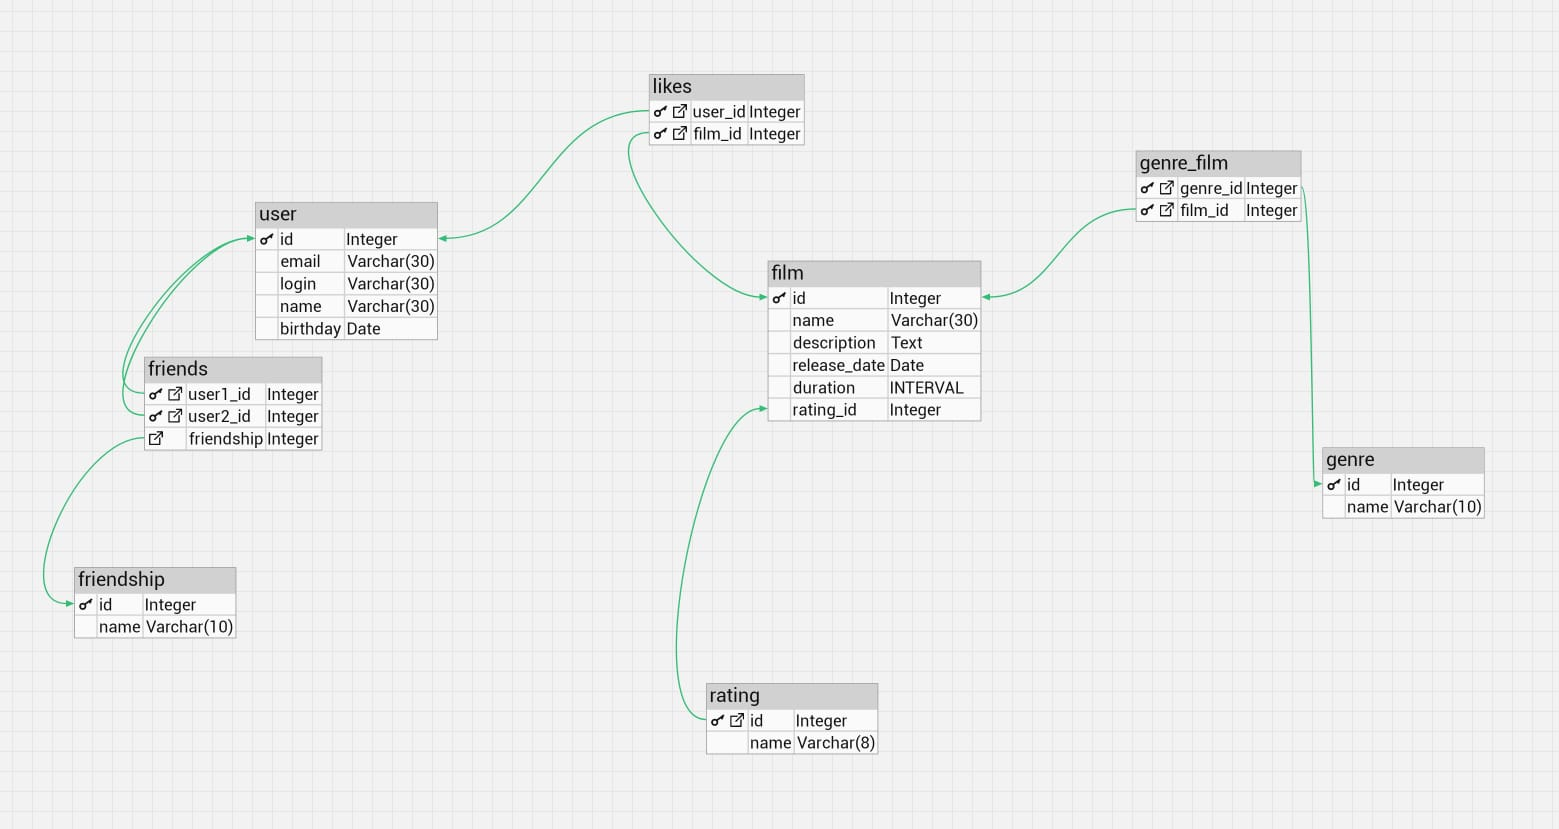 likes
user_id Integer
film_id Integer
genre_film
genre_id Integer
film_id Integer
user
id Integer
email Varchar(30)
login Varchar(30)
name Varchar(30)
birthday Date
film
id Integer
name Varchar(30)
description Text
release_date Date
duration INTERVAL
rating_id Integer
friends
user1_id Integer
user2_id Integer
friendship Integer
genre
id Integer
name Varchar(10)
friendship
id Integer
name Varchar(10)
rating
id Integer
name Varchar(8)